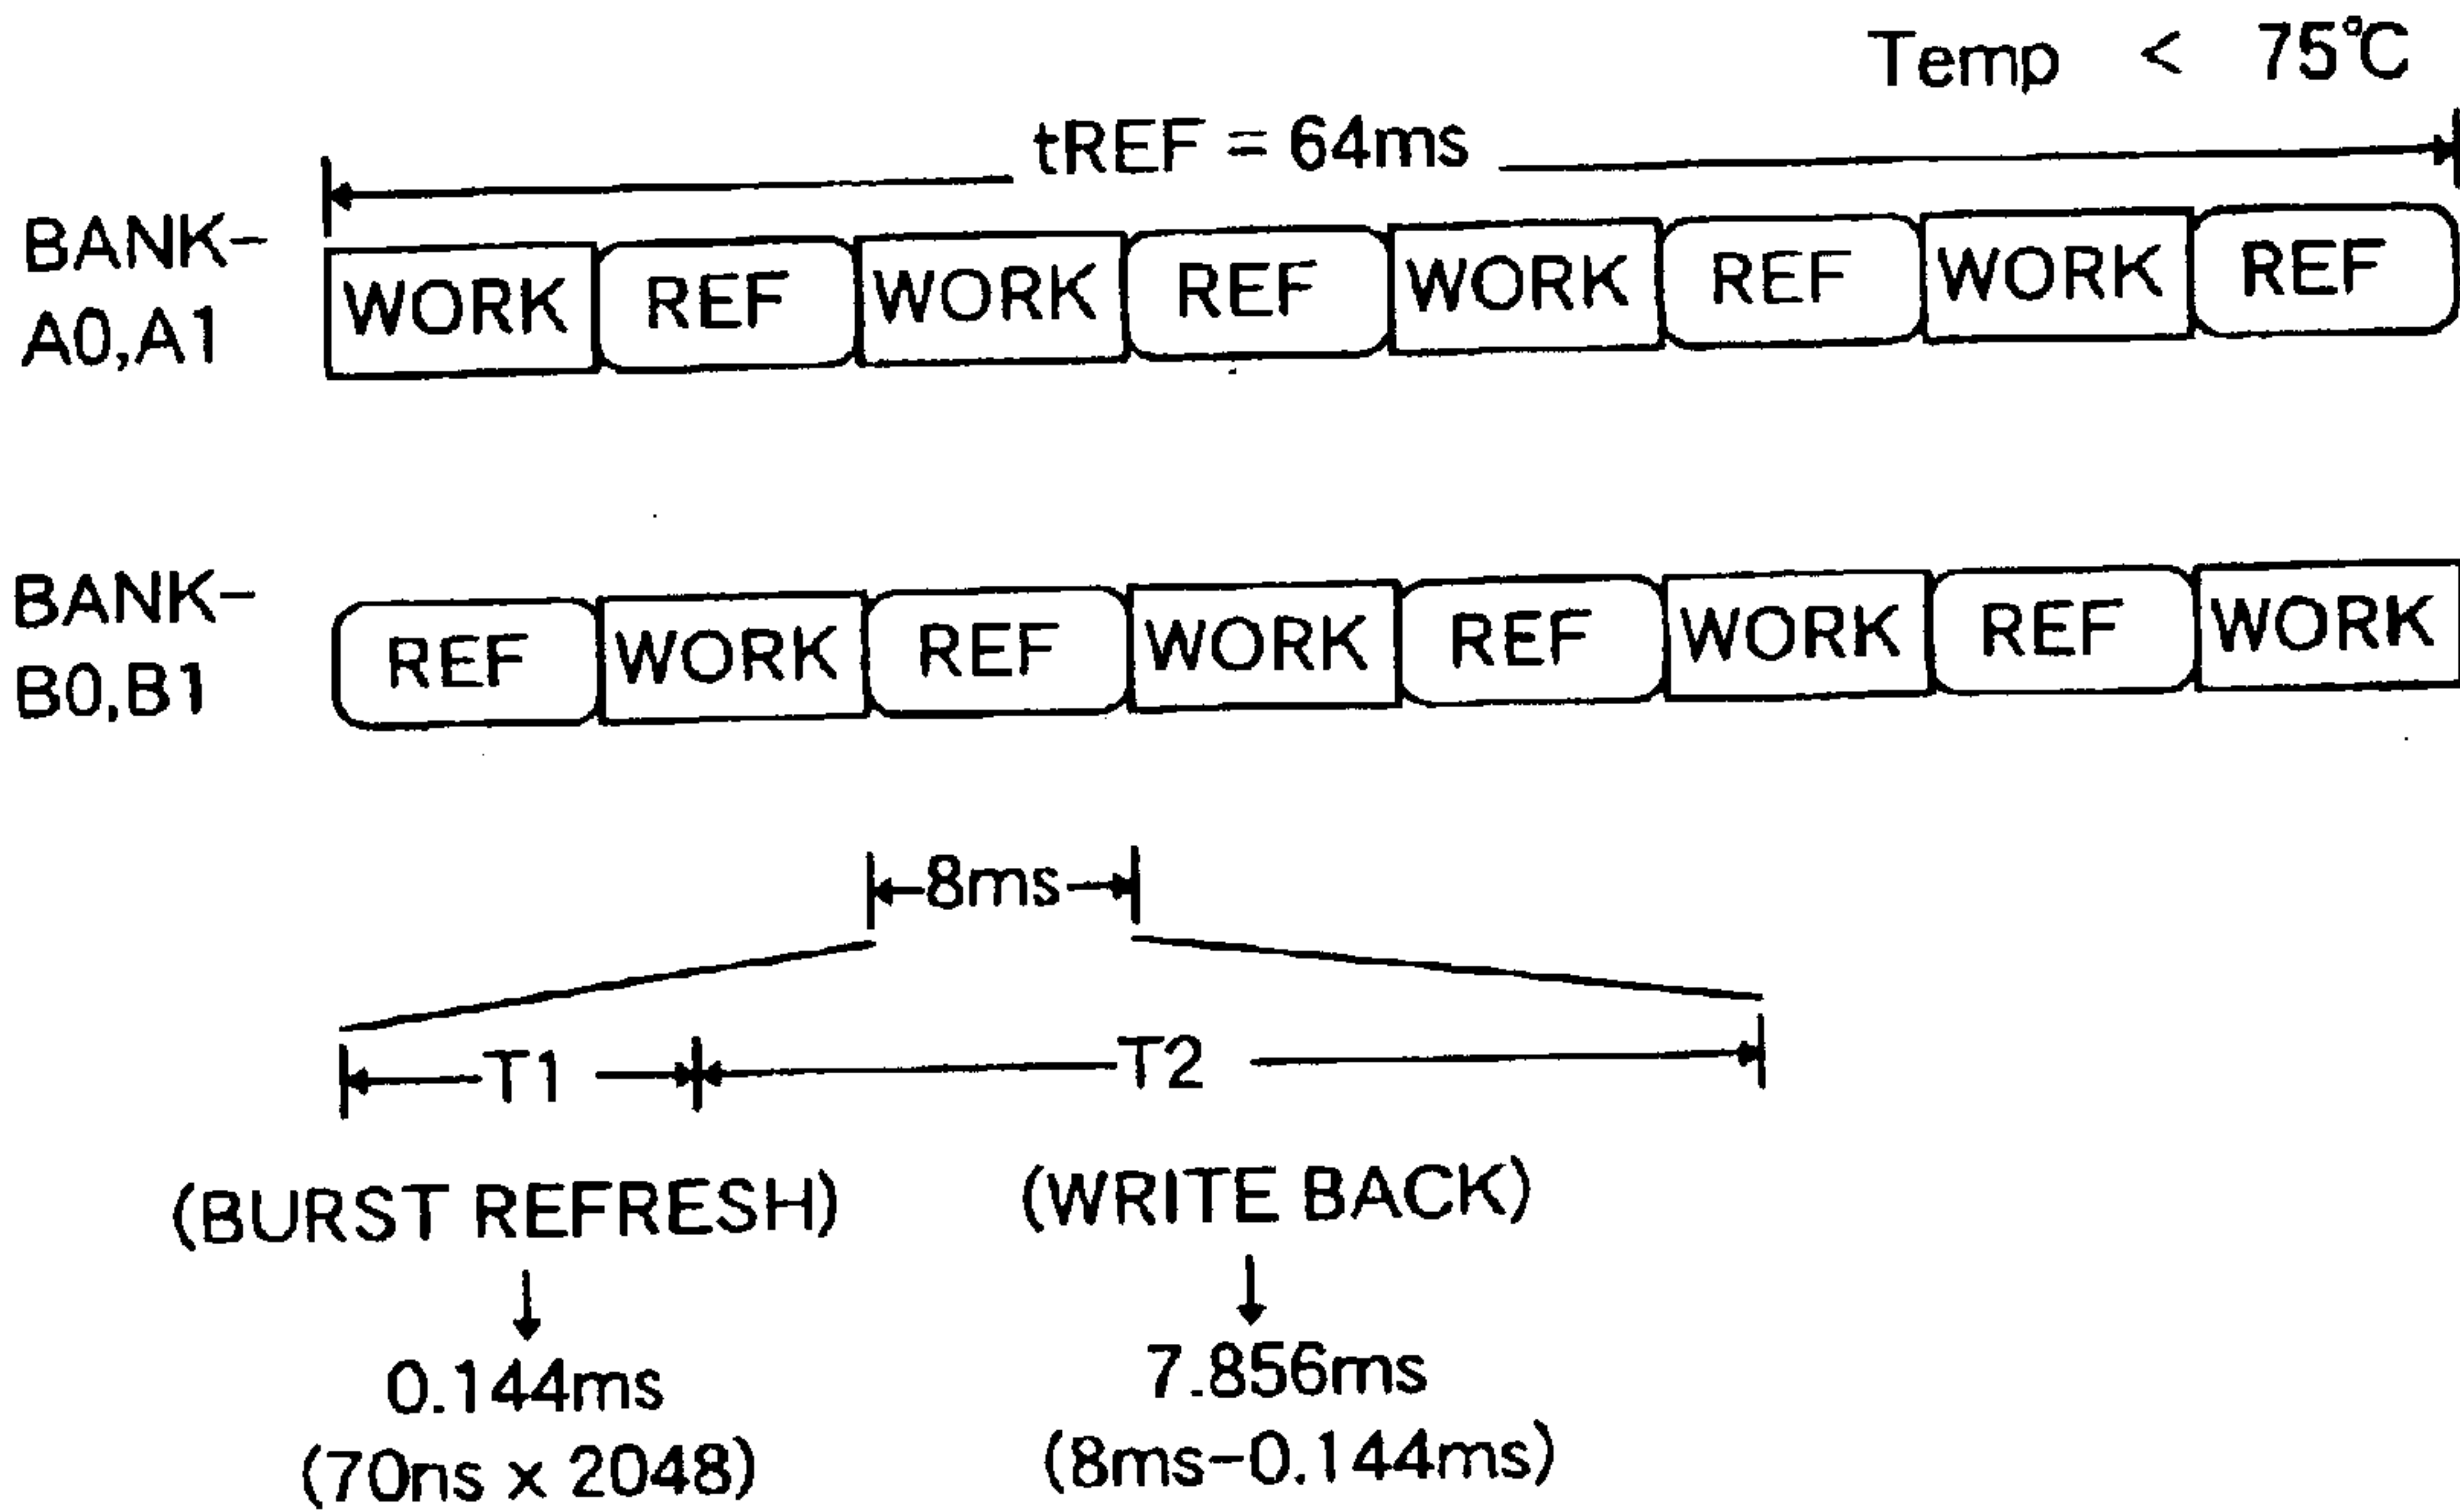 Temp < 75°C
tREF = 64ms
BANK-
A0,A1
WORK REF WORK REF WORK REF WORK REF
BANK-
B0,B1
REF WORK REF WORK REF WORK REF WORK
8ms
T1 T2
(BURST REFRESH) (WRITE BACK)
0.144ms 7.856ms
(70ns x 2048) (8ms-0.144ms)